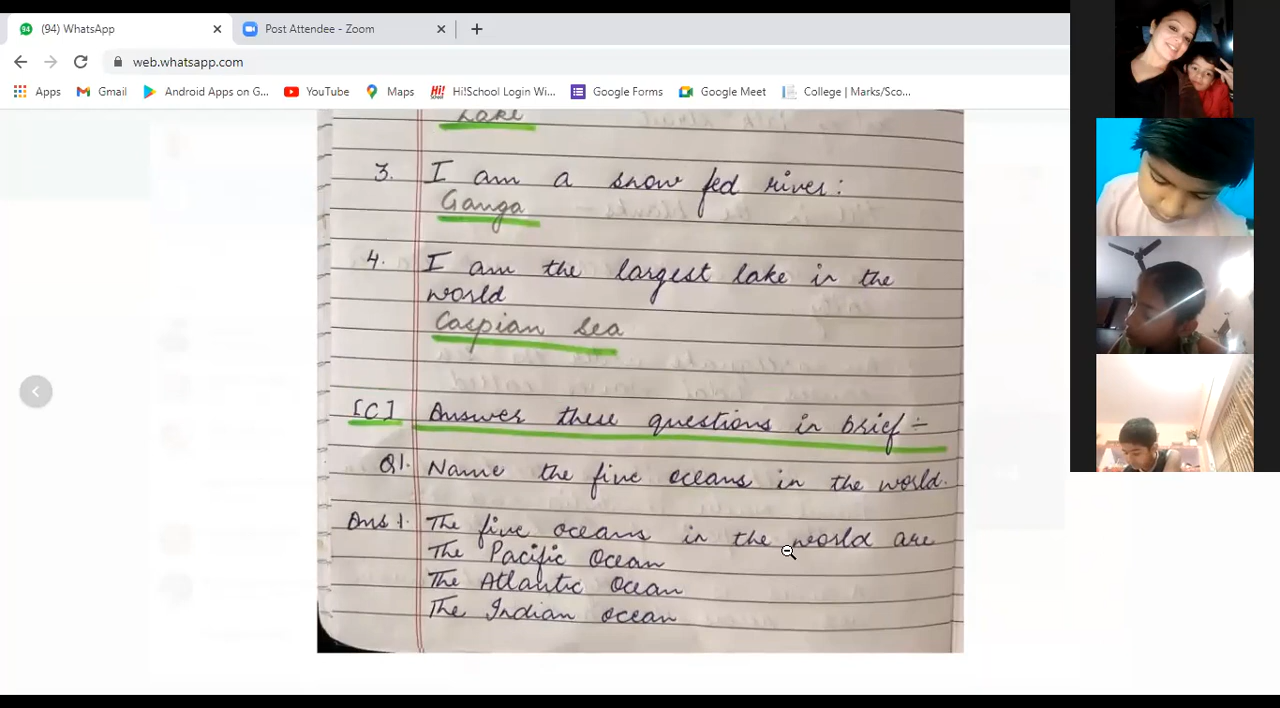 (94) WhatsApp
Post Attendee - Zoom
web.whatsapp.com
Apps
Gmail
Android Apps on G...
YouTube
Maps
Hi!School Login Wi...
Google Forms
Google Meet
College | Marks/Sco...
Lake
3. I am a snow fed river:
Ganga
4. I am the largest lake in the
world
Caspian sea
[C] Answer these questions in brief:-
Q1. Name the five oceans in the world.
Ans 1. The five oceans in the world are
The Pacific Ocean
The Atlantic Ocean
The Indian ocean